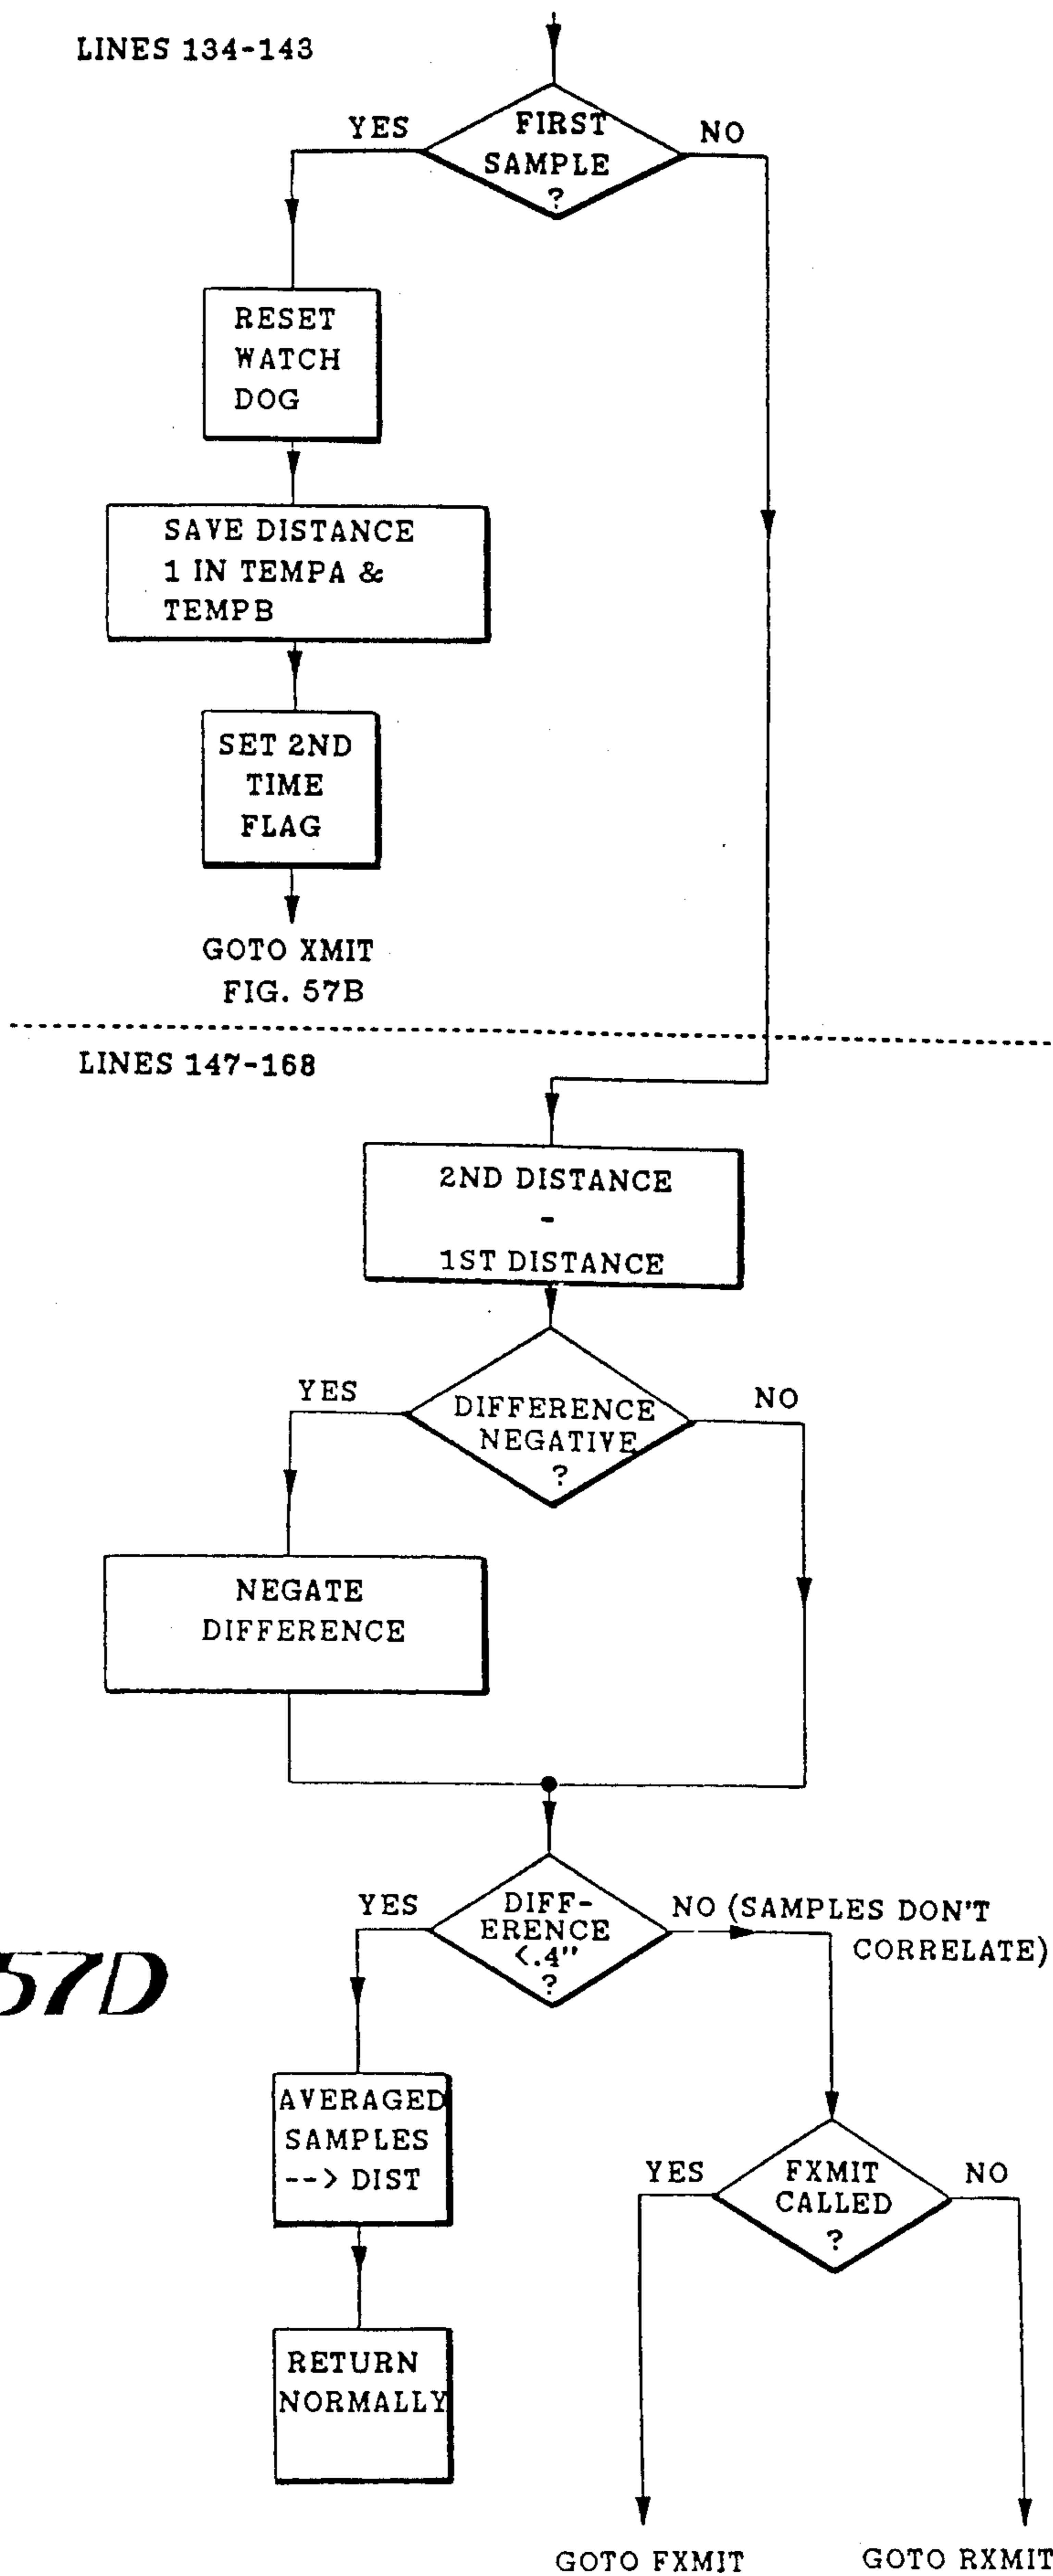 LINES 134-143
FIRST
SAMPLE
?
YES
NO
RESET
WATCH
DOG
SAVE DISTANCE
1 IN TEMPA &
TEMPB
SET 2ND
TIME
FLAG
GOTO XMIT
FIG. 57B
LINES 147-168
2ND DISTANCE
-
1ST DISTANCE
DIFFERENCE
NEGATIVE
?
YES
NO
NEGATE
DIFFERENCE
DIFF-
ERENCE
<.4"
?
YES
NO (SAMPLES DON'T
CORRELATE)
57D
AVERAGED
SAMPLES
--> DIST
RETURN
NORMALLY
FXMIT
CALLED
?
YES
NO
GOTO FXMIT
GOTO RXMIT